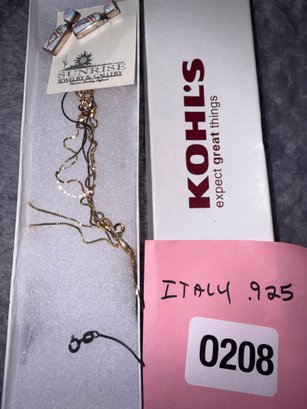 SUNRISE
JEWELRY & GALLERY
KOHL'S
expect great things
ITALY .925
0208